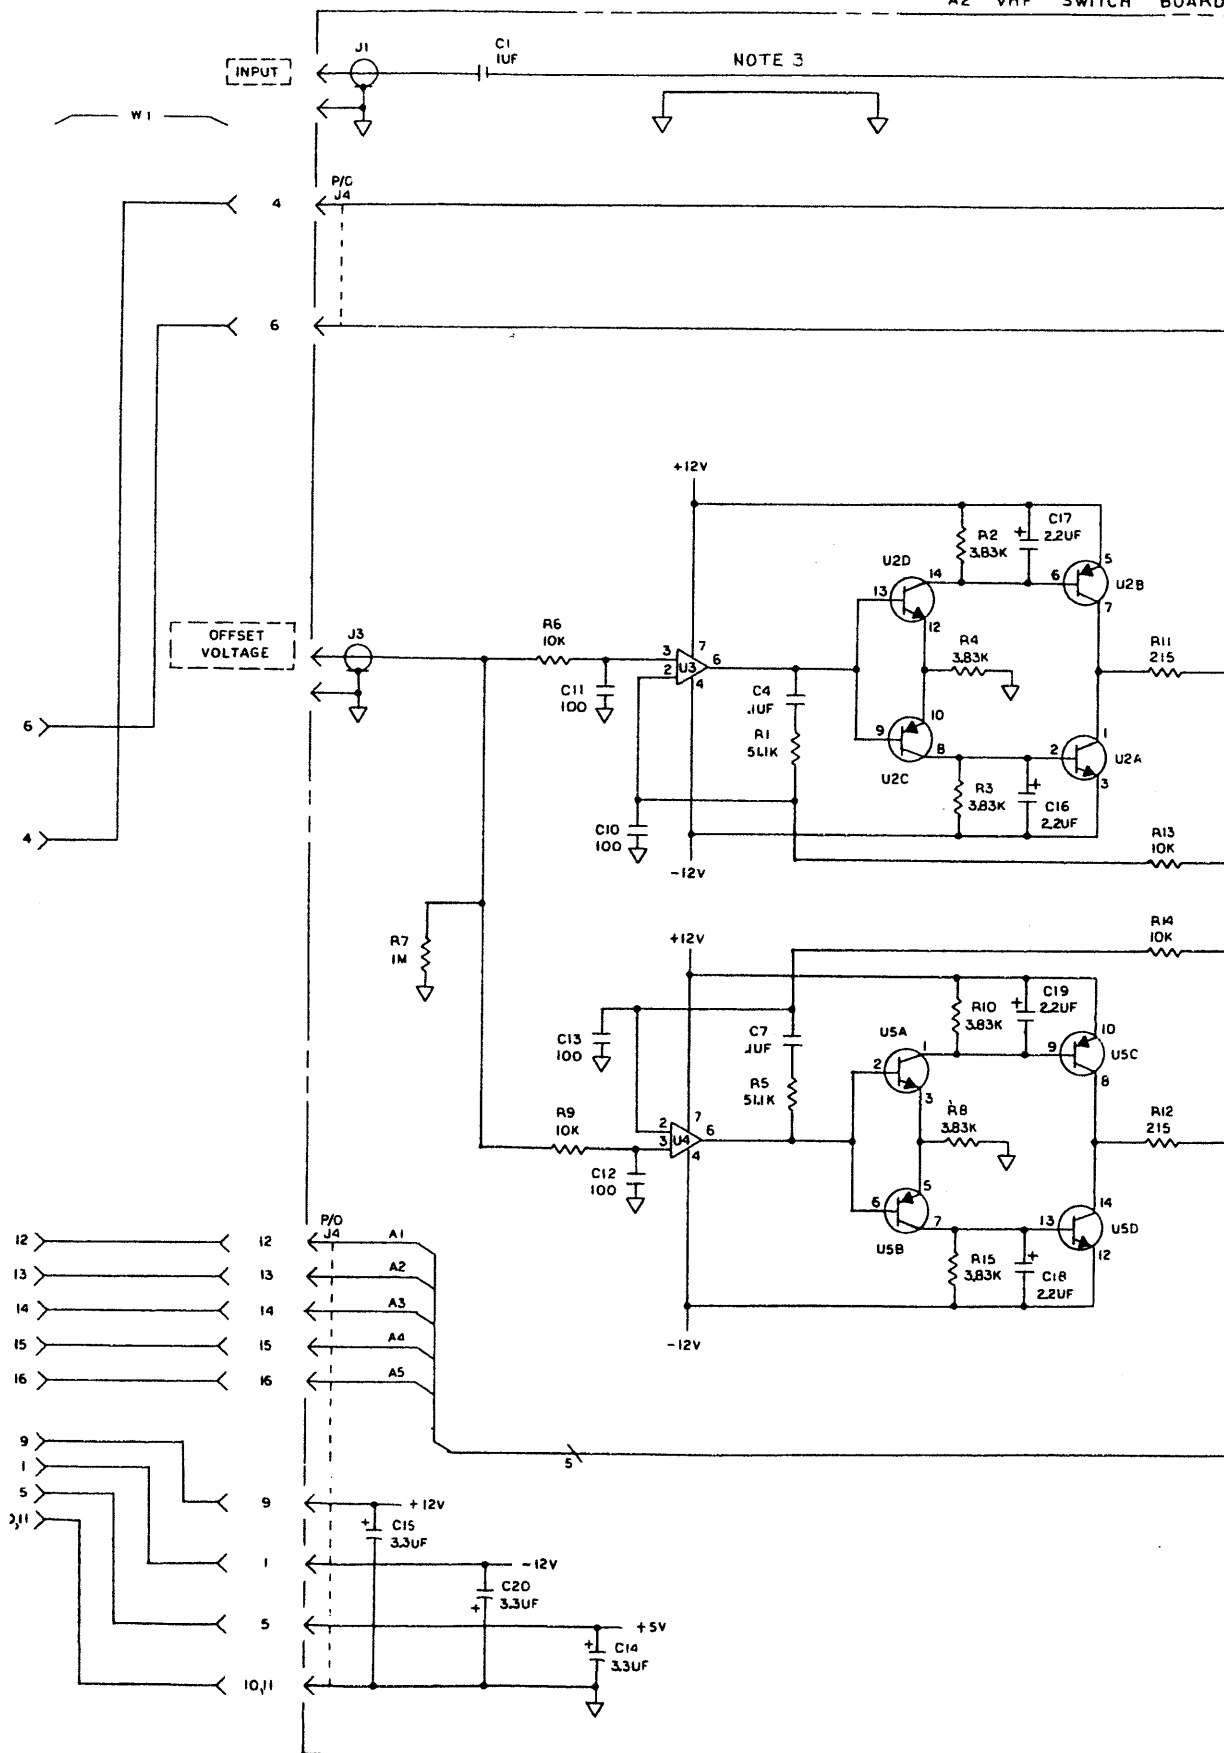 A2 VHF SWITCH BOARD
INPUT
J1
C1
1UF
NOTE 3
W1
P/O
J4
4
6
+12V
R2
3.83K
C17
2.2UF
+
U2D
14
13
12
6
5
U2B
7
OFFSET
VOLTAGE
J3
R6
10K
3
2
U3
7
6
4
R4
3.83K
R11
215
C11
100
C4
.1UF
R1
51.1K
10
9
8
U2C
2
1
U2A
3
6
R3
3.83K
+
C16
2.2UF
4
C10
100
-12V
R13
10K
R7
1M
+12V
R14
10K
C13
100
C7
.1UF
R5
51.1K
U5A
1
2
3
R10
3.83K
+
C19
2.2UF
10
9
U5C
8
R9
10K
2
3
U4
7
6
4
R8
3.83K
R12
215
C12
100
5
6
7
U5B
13
14
U5D
12
R15
3.83K
+
C18
2.2UF
-12V
P/O
J4
12
12
A1
13
13
A2
14
14
A3
15
15
A4
16
16
A5
5
9
1
5
,11
9
+12V
+
C15
3.3UF
1
-12V
C20
+
3.3UF
5
+5V
+
C14
3.3UF
10,11